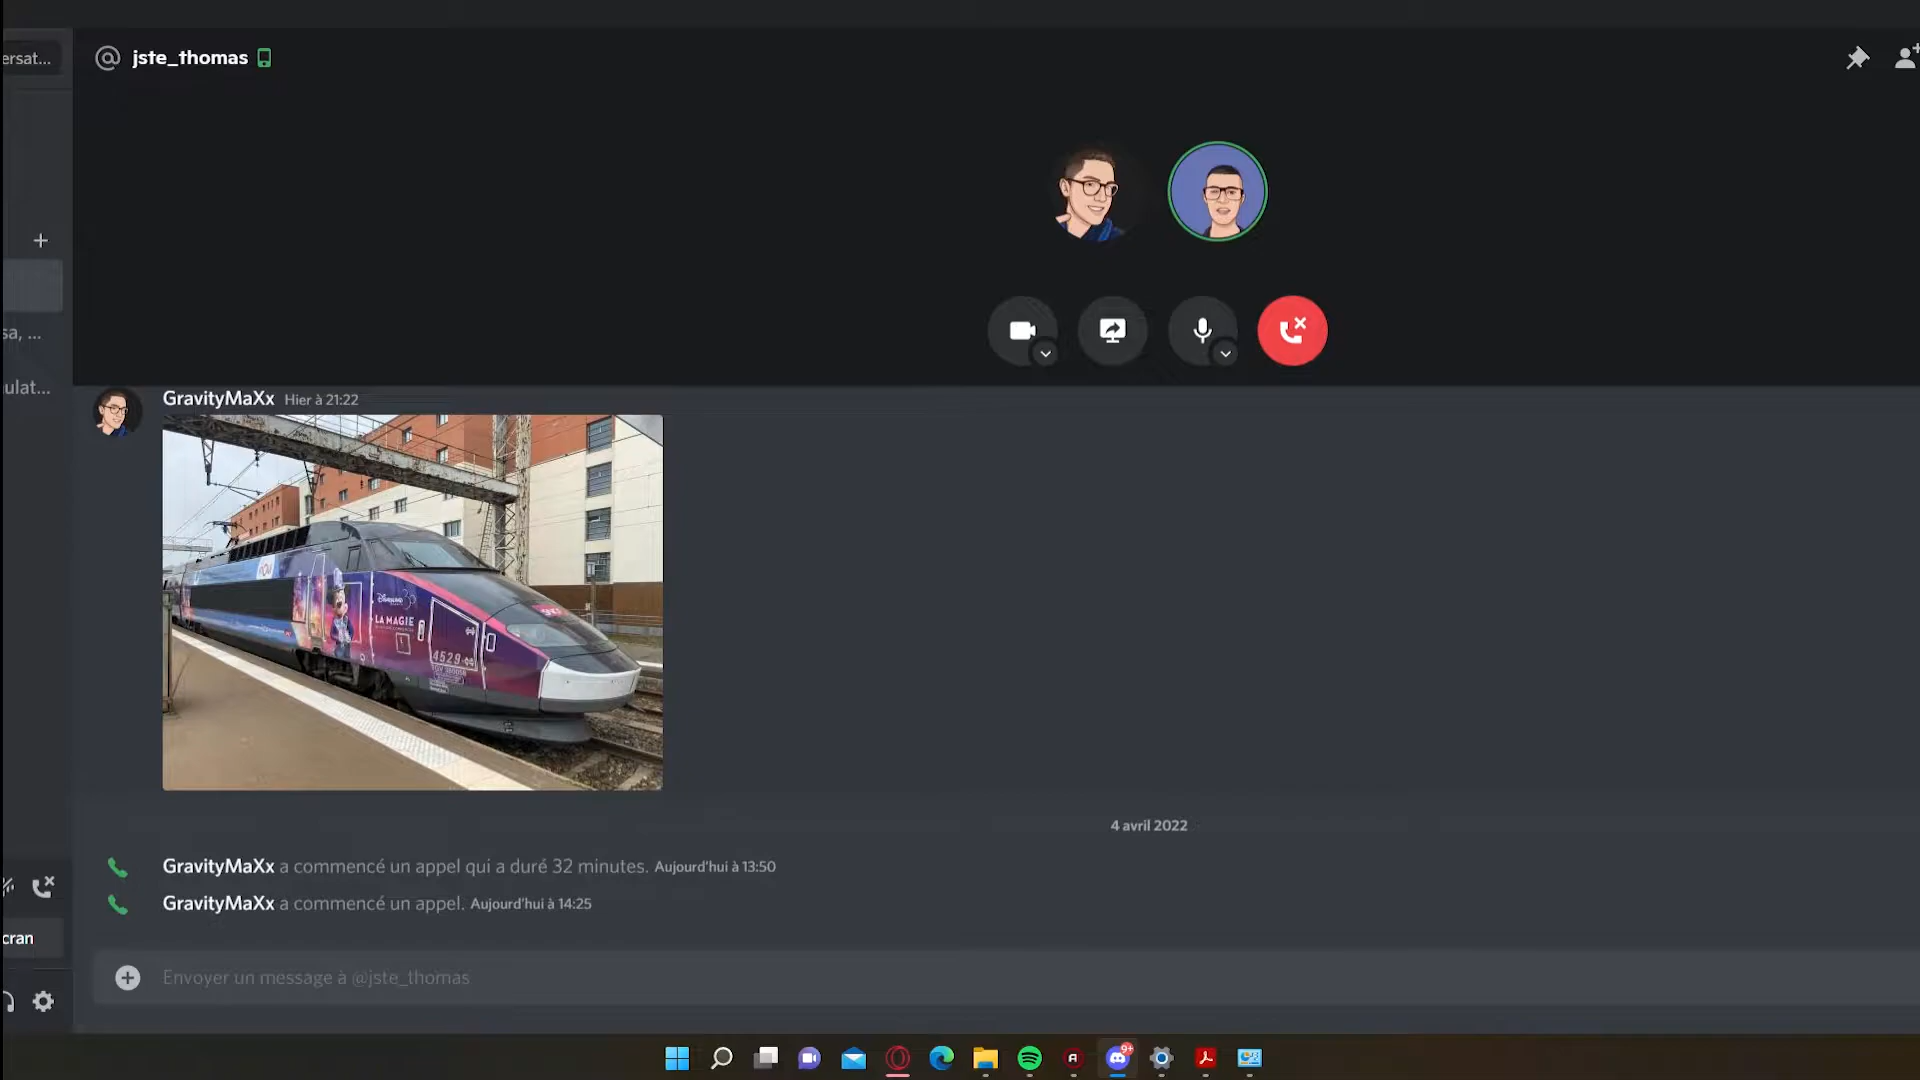 ersat...
jste_thomas
sa, ...
ulat...
GravityMaXx Hier à 21:22
LA MAGIE
4529
4 avril 2022
GravityMaXx a commencé un appel qui a duré 32 minutes. Aujourd'hui à 13:50
GravityMaXx a commencé un appel. Aujourd'hui à 14:25
cran
Envoyer un message à @jste_thomas
9+